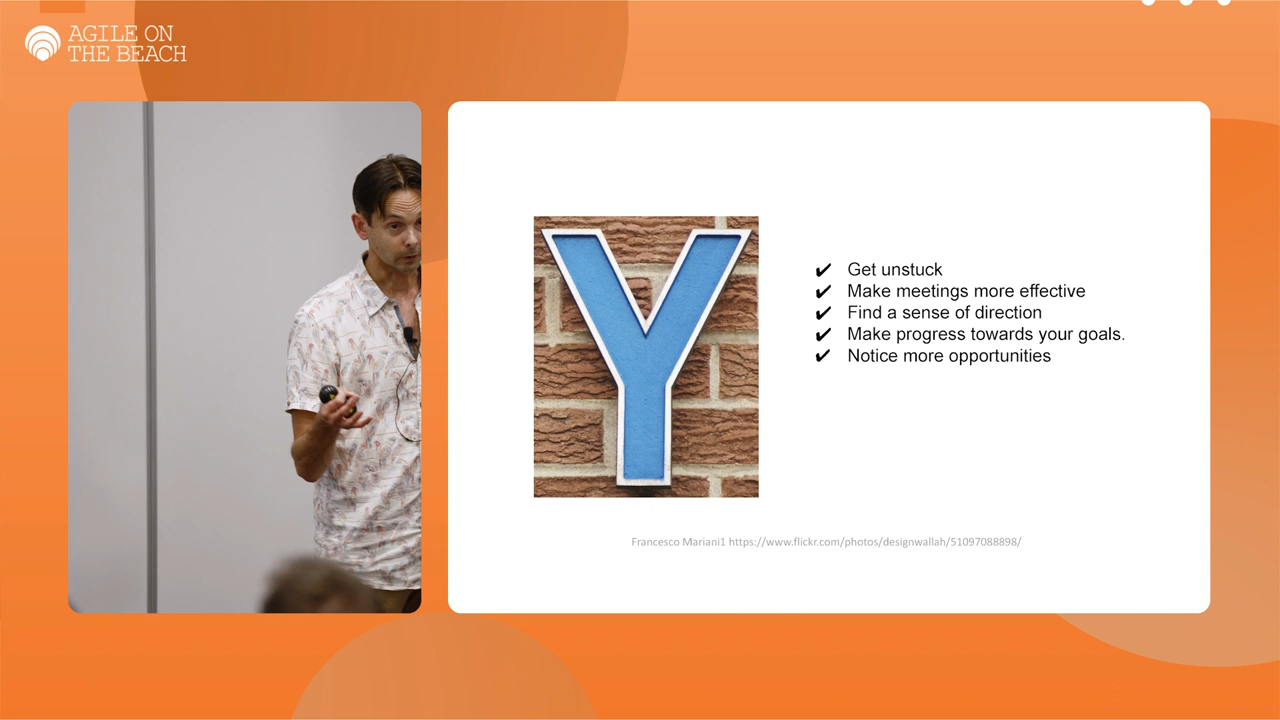 AGILE ON
THE BEACH
Y
✔ Get unstuck
✔ Make meetings more effective
✔ Find a sense of direction
✔ Make progress towards your goals.
✔ Notice more opportunities
Francesco Mariani1 https://www.flickr.com/photos/designwallah/51097088898/